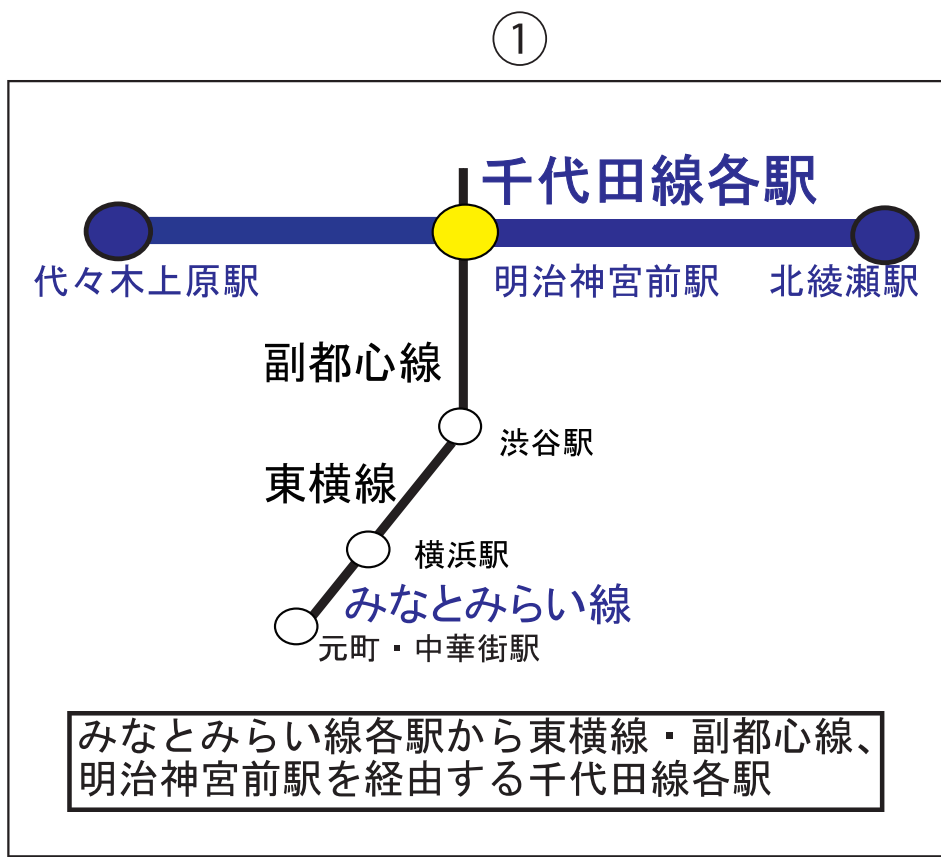 ①
千代田線各駅
代々木上原駅
明治神宮前駅
北綾瀬駅
副都心線
渋谷駅
東横線
横浜駅
みなとみらい線
元町・中華街駅
みなとみらい線各駅から東横線・副都心線、
明治神宮前駅を経由する千代田線各駅